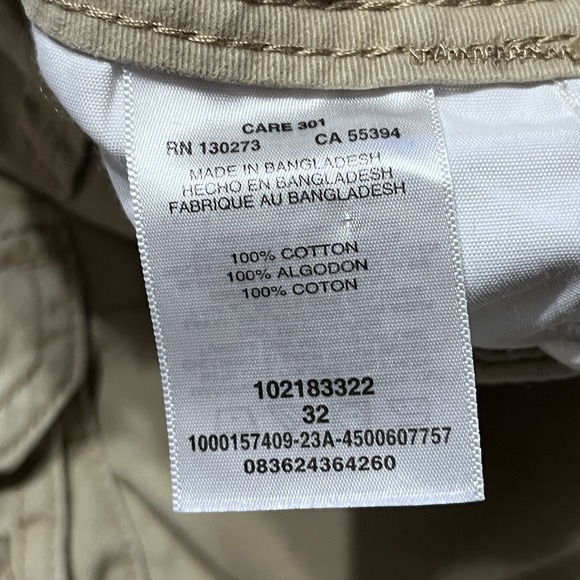 CARE 301
RN 130273 CA 55394
MADE IN BANGLADESH
HECHO EN BANGLADESH
FABRIQUE AU BANGLADESH
100% COTTON
100% ALGODON
100% COTON
102183322
32
1000157409-23A-4500607757
083624364260